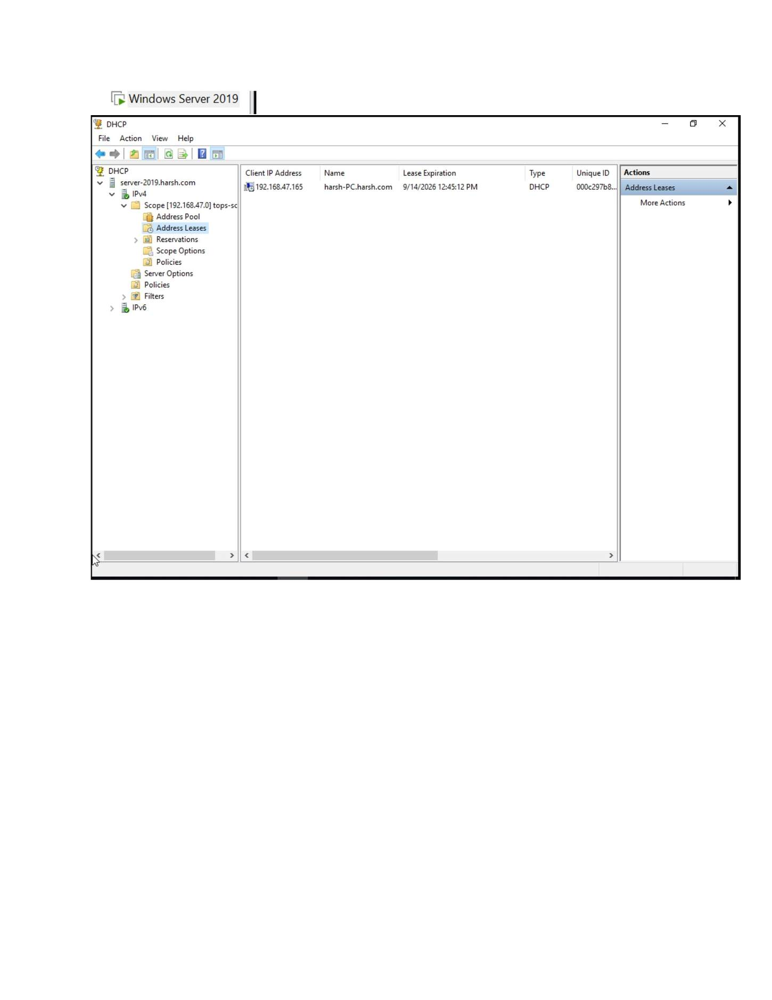 Windows Server 2019
DHCP
File Action View Help
DHCP
server-2019.harsh.com
IPv4
Scope [192.168.47.0] tops-sc
Address Pool
Address Leases
Reservations
Scope Options
Policies
Server Options
Policies
Filters
IPv6
Client IP Address Name Lease Expiration Type Unique ID
192.168.47.165 harsh-PC.harsh.com 9/14/2026 12:45:12 PM DHCP 000c297b8...
Actions
Address Leases
More Actions